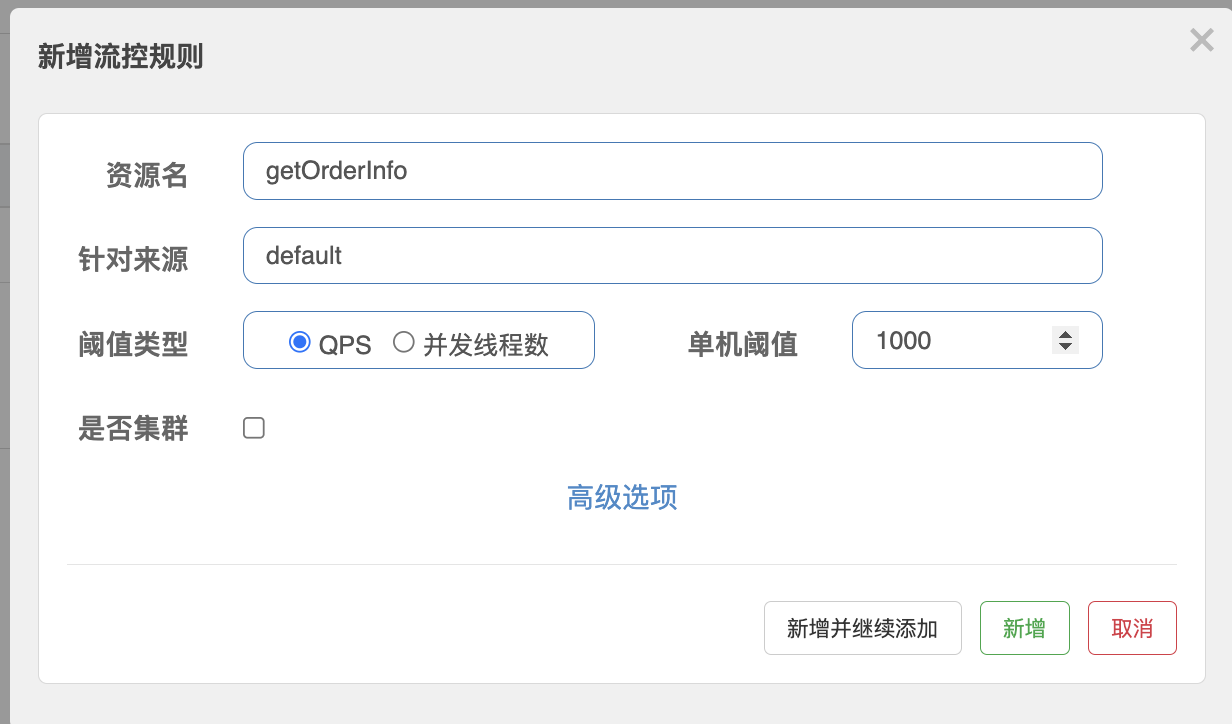 新增流控规则
资源名 getOrderInfo
针对来源 default
阈值类型 QPS 并发线程数 单机阈值 1000
是否集群
高级选项
新增并继续添加 新增 取消